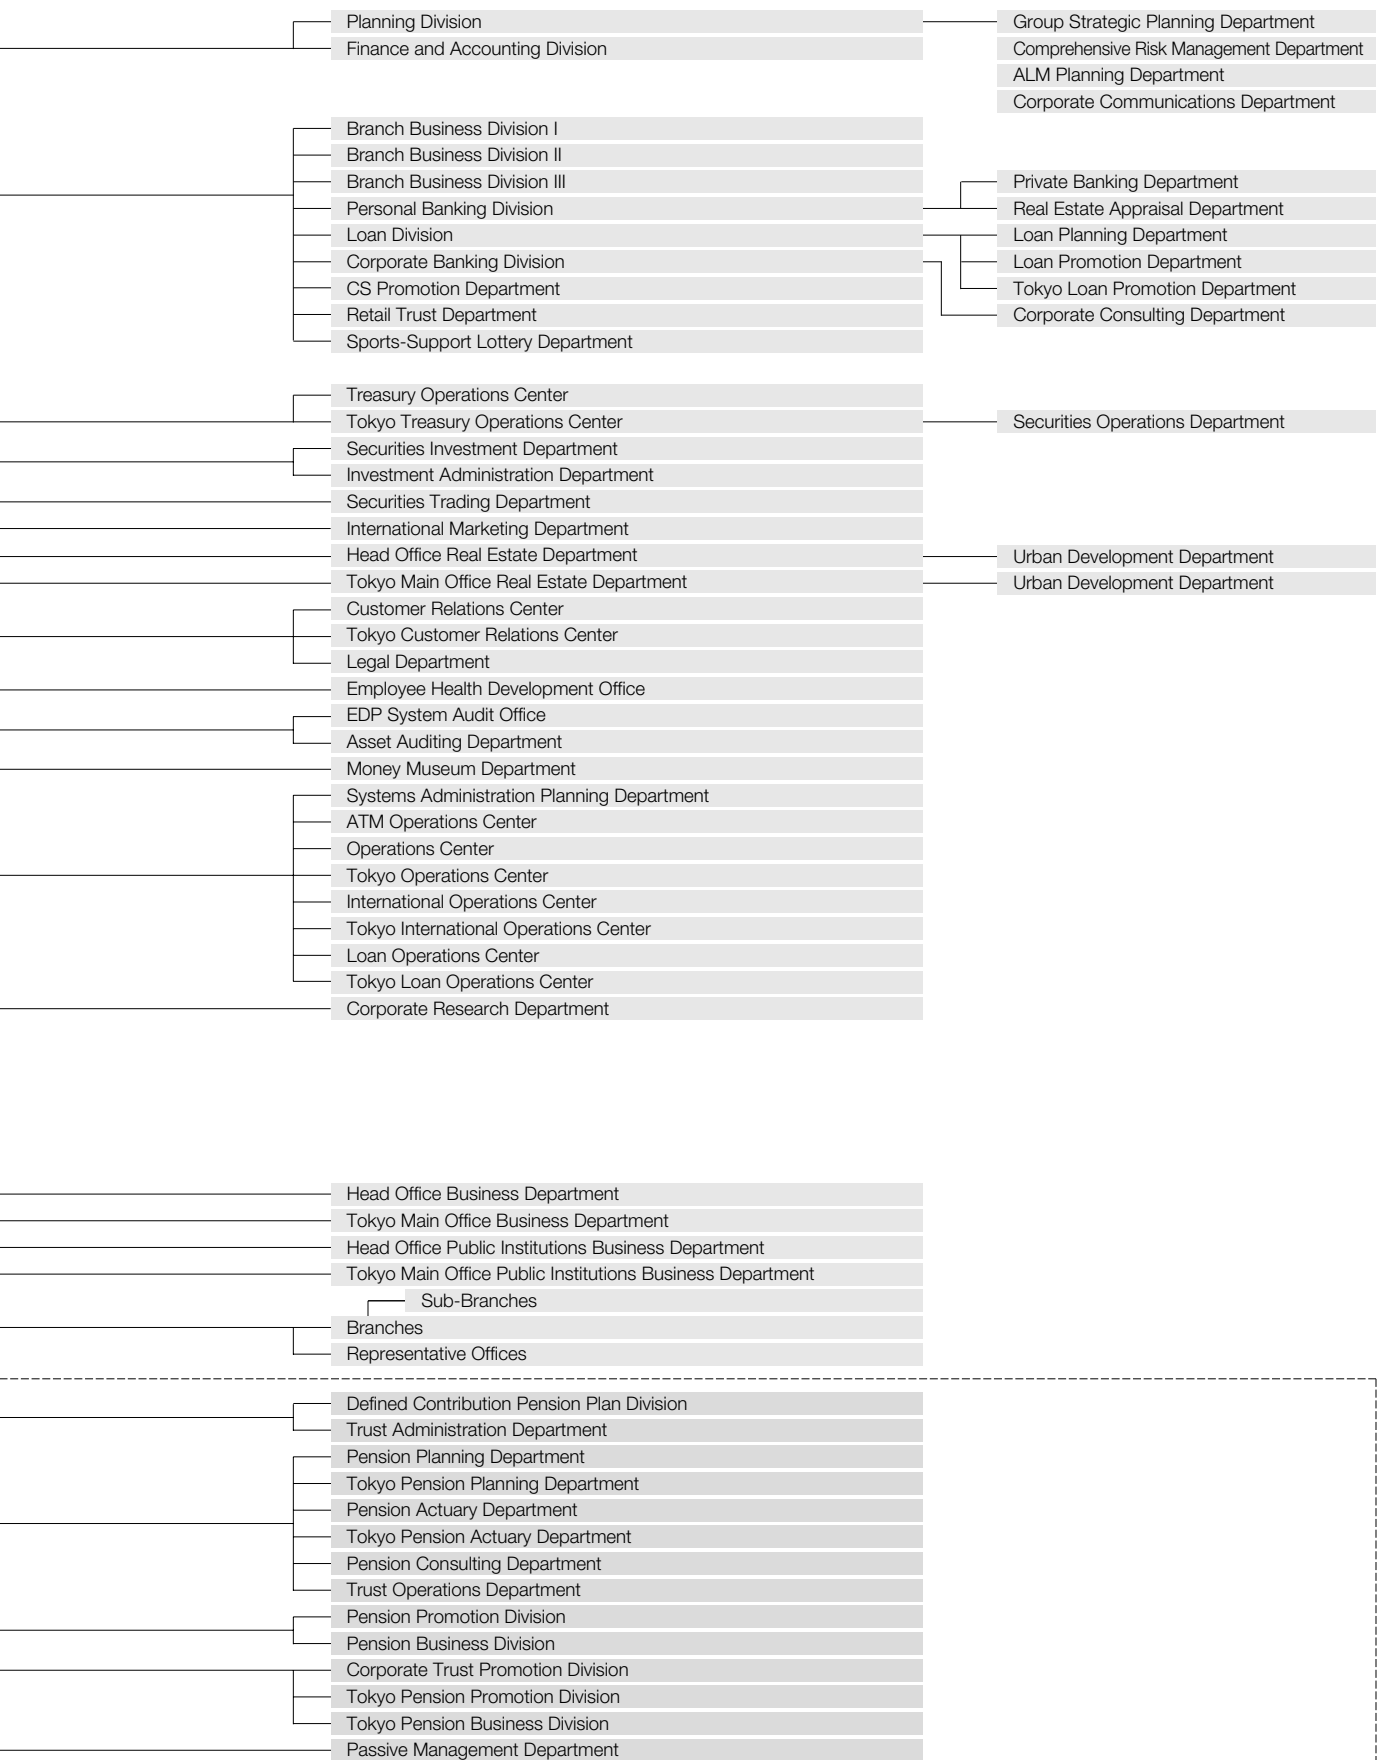 Planning Division
Group Strategic Planning Department
Finance and Accounting Division
Comprehensive Risk Management Department
ALM Planning Department
Corporate Communications Department
Branch Business Division I
Branch Business Division II
Branch Business Division III
Private Banking Department
Personal Banking Division
Real Estate Appraisal Department
Loan Division
Loan Planning Department
Corporate Banking Division
Loan Promotion Department
CS Promotion Department
Tokyo Loan Promotion Department
Retail Trust Department
Corporate Consulting Department
Sports-Support Lottery Department
Treasury Operations Center
Tokyo Treasury Operations Center
Securities Operations Department
Securities Investment Department
Investment Administration Department
Securities Trading Department
International Marketing Department
Head Office Real Estate Department
Urban Development Department
Tokyo Main Office Real Estate Department
Urban Development Department
Customer Relations Center
Tokyo Customer Relations Center
Legal Department
Employee Health Development Office
EDP System Audit Office
Asset Auditing Department
Money Museum Department
Systems Administration Planning Department
ATM Operations Center
Operations Center
Tokyo Operations Center
International Operations Center
Tokyo International Operations Center
Loan Operations Center
Tokyo Loan Operations Center
Corporate Research Department
Head Office Business Department
Tokyo Main Office Business Department
Head Office Public Institutions Business Department
Tokyo Main Office Public Institutions Business Department
Sub-Branches
Branches
Representative Offices
Defined Contribution Pension Plan Division
Trust Administration Department
Pension Planning Department
Tokyo Pension Planning Department
Pension Actuary Department
Tokyo Pension Actuary Department
Pension Consulting Department
Trust Operations Department
Pension Promotion Division
Pension Business Division
Corporate Trust Promotion Division
Tokyo Pension Promotion Division
Tokyo Pension Business Division
Passive Management Department